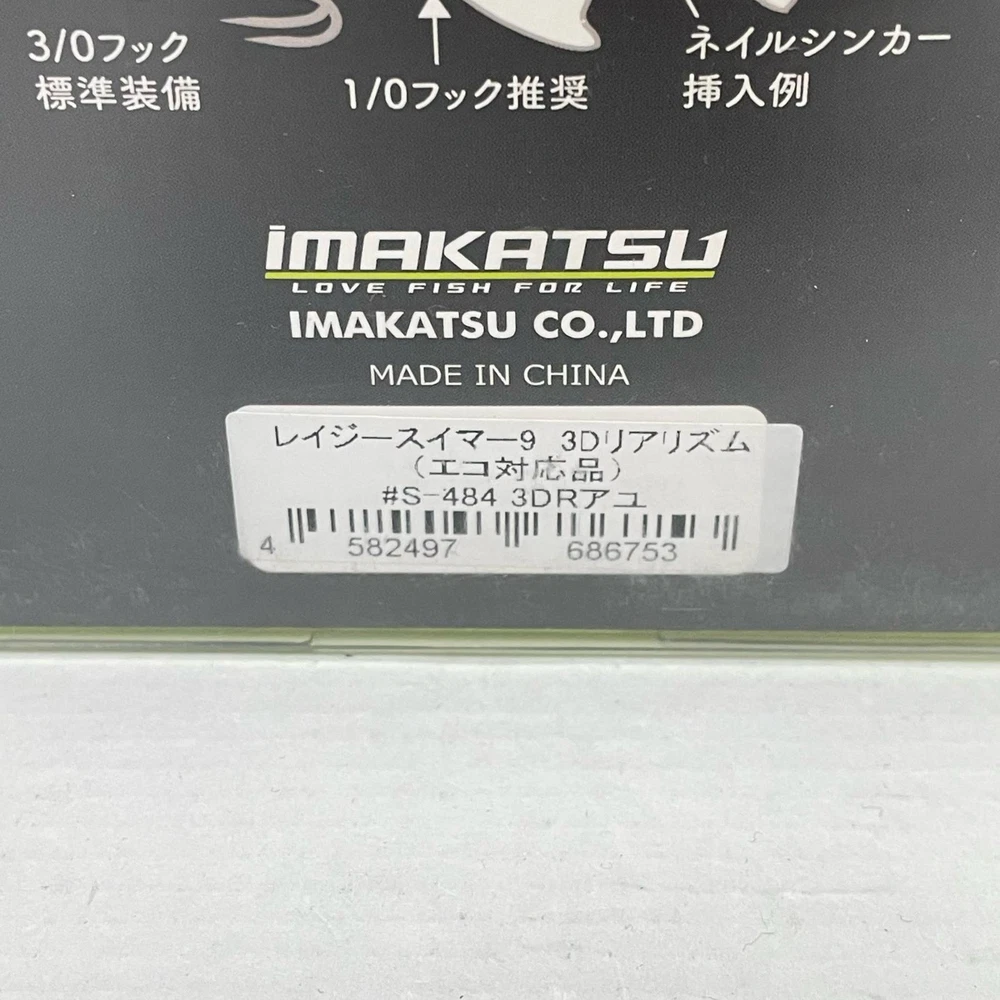 3/0フック
標準装備
1/0フック推奨
ネイルシンカー
挿入例
imAKATSU
LOVE FISH FOR LIFE
IMAKATSU CO.,LTD
MADE IN CHINA
レイジースイマー9 3Dリアリズム
(エコ対応品)
#S-484 3DRアユ
4 582497 686753